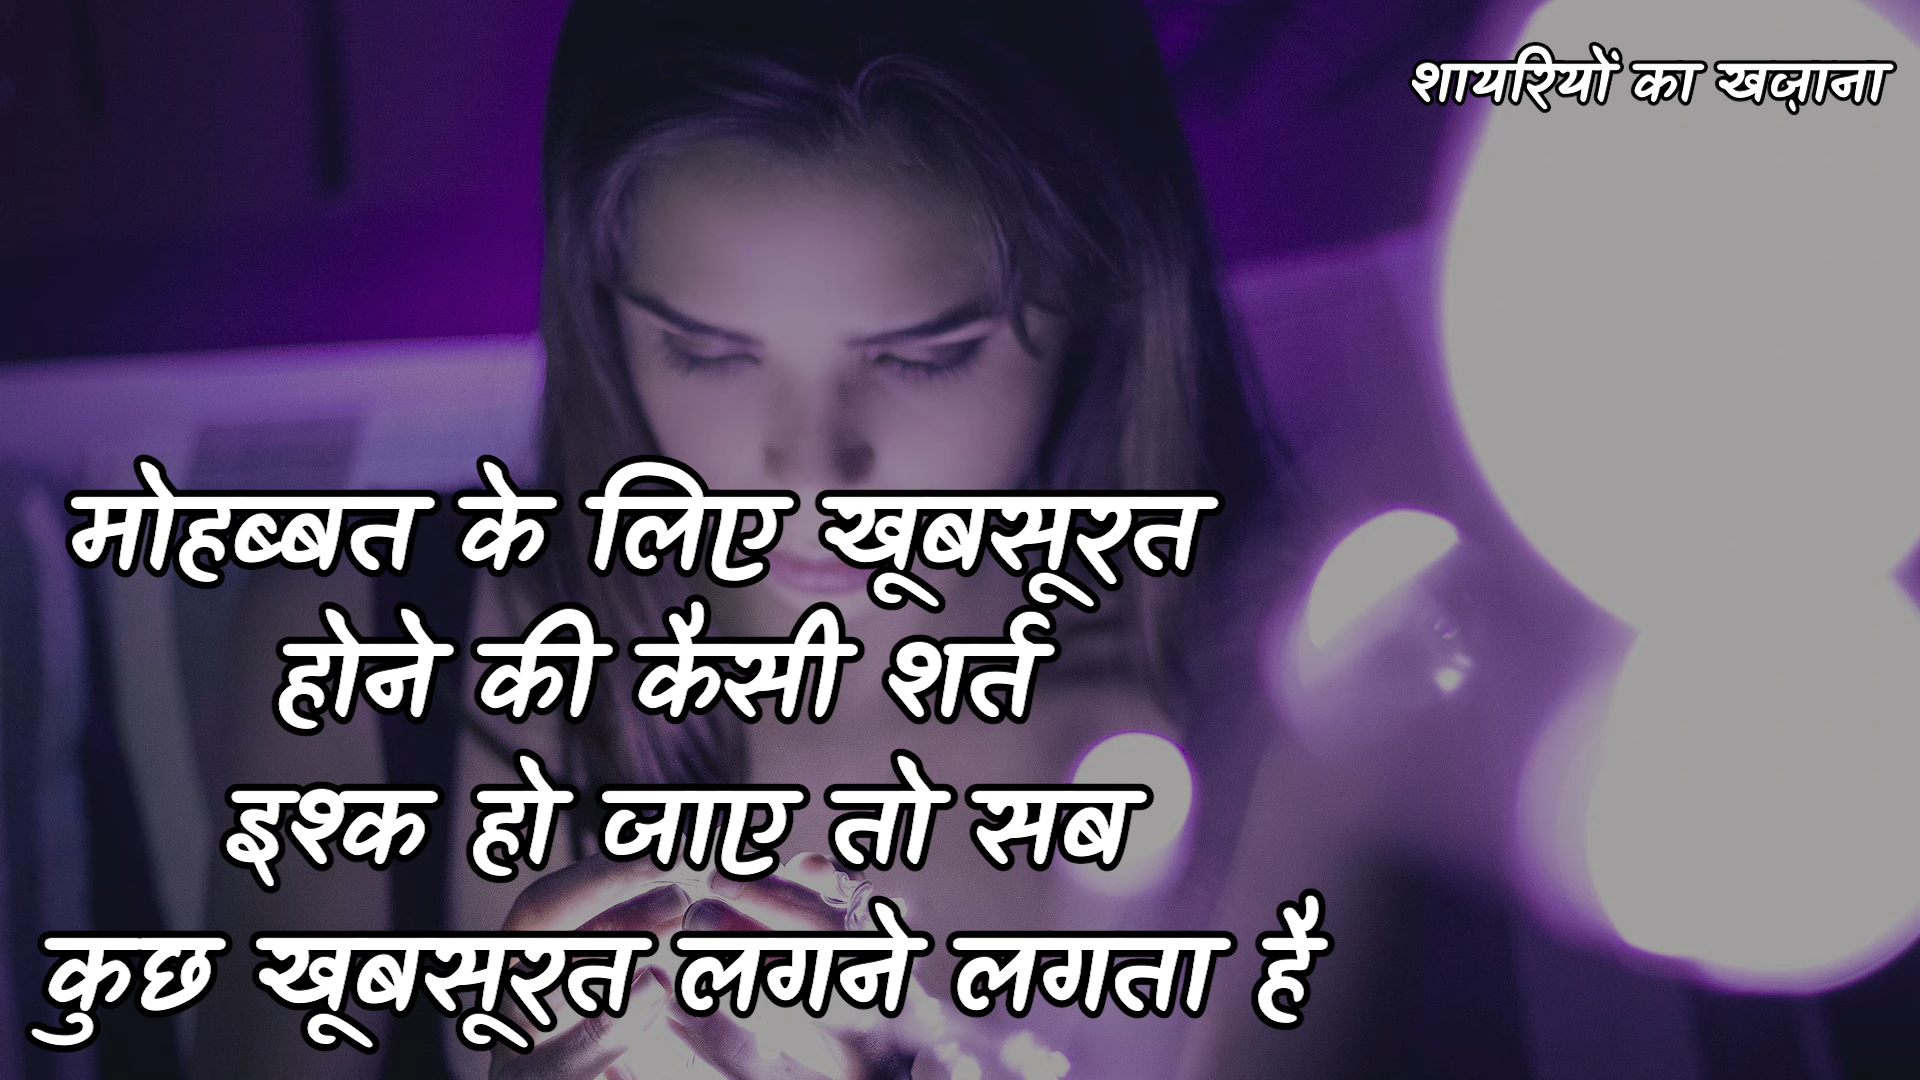 शायरियों का खज़ाना
मोहब्बत के लिए खूबसूरत
होने की कैसी शर्त
इश्क हो जाए तो सब
कुछ खूबसूरत लगने लगता है